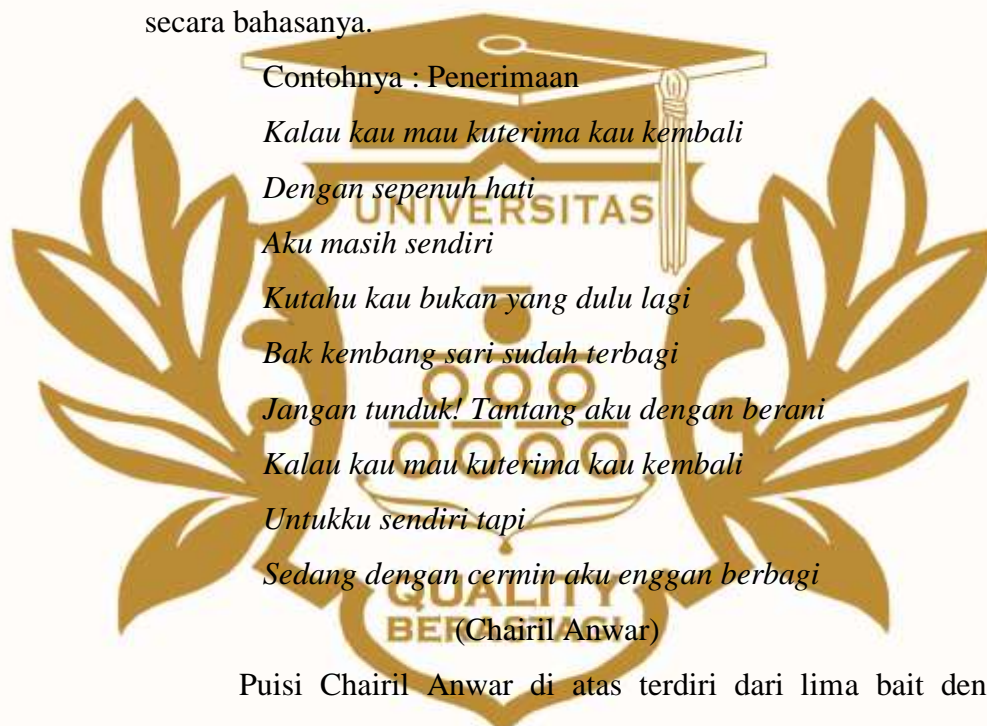 secara bahasanya.
Contohnya : Penerimaan
Kalau kau mau kuterima kau kembali
Dengan sepenuh hati
UNIVERSITAS
Aku masih sendiri
Kutahu kau bukan yang dulu lagi
Bak kembang sari sudah terbagi
Jangan tunduk! Tantang aku dengan berani
Kalau kau mau kuterima kau kembali
Untukku sendiri tapi
Sedang dengan cermin aku enggan berbagi
QUALITY
BERASTAGI
(Chairil Anwar)
Puisi Chairil Anwar di atas terdiri dari lima bait den